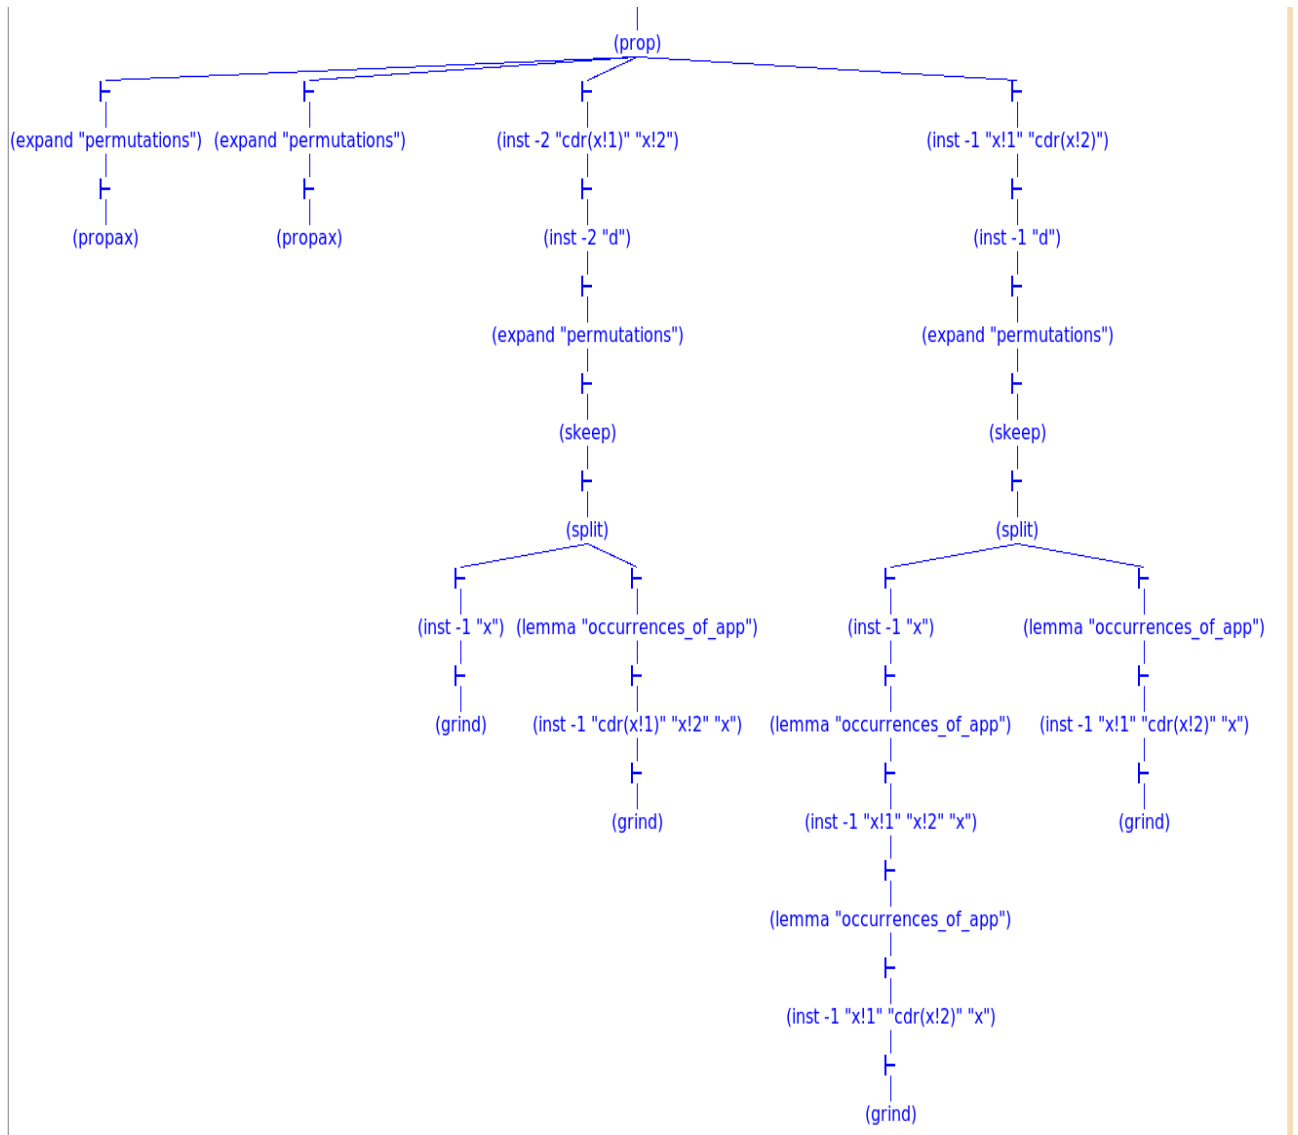 (prop)
(expand "permutations") (expand "permutations") (inst -2 "cdr(x!1)" "x!2") (inst -1 "x!1" "cdr(x!2)")
(propax) (propax) (inst -2 "d") (inst -1 "d")
(expand "permutations") (expand "permutations")
(skeep) (skeep)
(split) (split)
(inst -1 "x") (lemma "occurrences_of_app") (inst -1 "x") (lemma "occurrences_of_app")
(grind) (inst -1 "cdr(x!1)" "x!2" "x") (lemma "occurrences_of_app") (inst -1 "x!1" "cdr(x!2)" "x")
(grind) (inst -1 "x!1" "x!2" "x") (grind)
(lemma "occurrences_of_app")
(inst -1 "x!1" "cdr(x!2)" "x")
(grind)